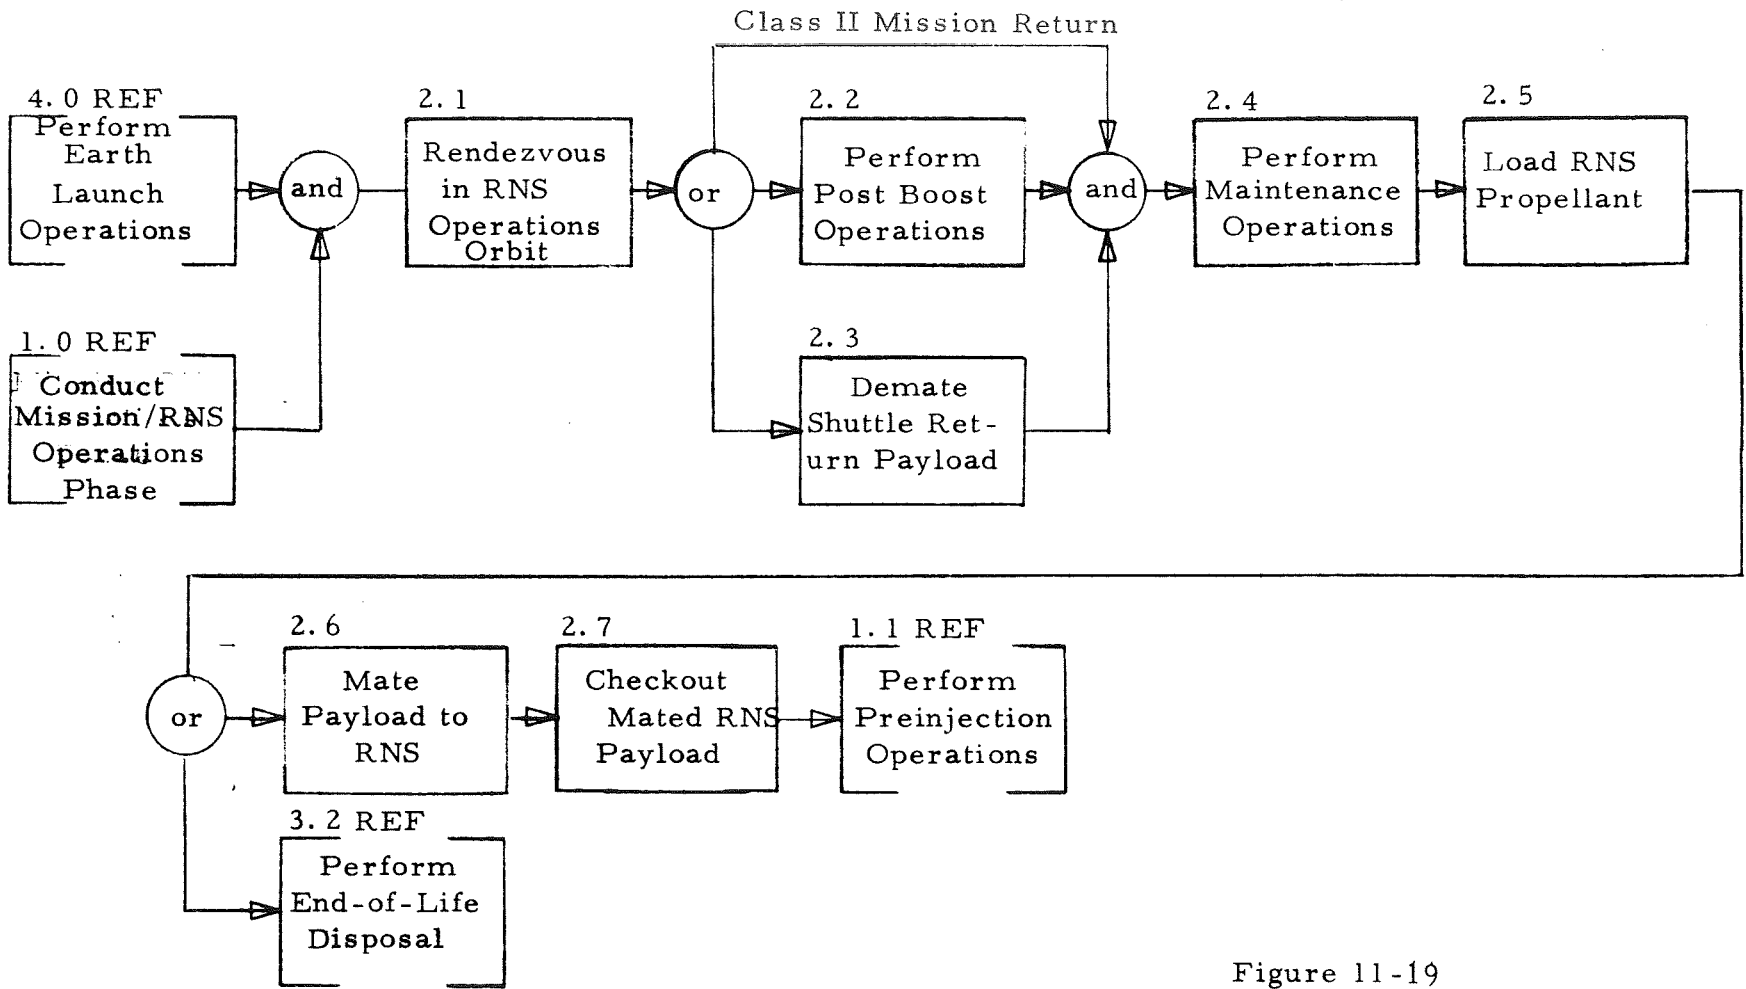 Class II Mission Return
4.0 REF
Perform
Earth
Launch
Operations
and
2.1
Rendezvous
in RNS
Operations
Orbit
or
2.2
Perform
Post Boost
Operations
and
2.4
Perform
Maintenance
Operations
2.5
Load RNS
Propellant
1.0 REF
Conduct
Mission/RNS
Operations
Phase
2.3
Demate
Shuttle Ret-
urn Payload
or
2.6
Mate
Payload to
RNS
2.7
Checkout
Mated RNS
Payload
1.1 REF
Perform
Preinjection
Operations
3.2 REF
Perform
End-of-Life
Disposal
Figure 11-19